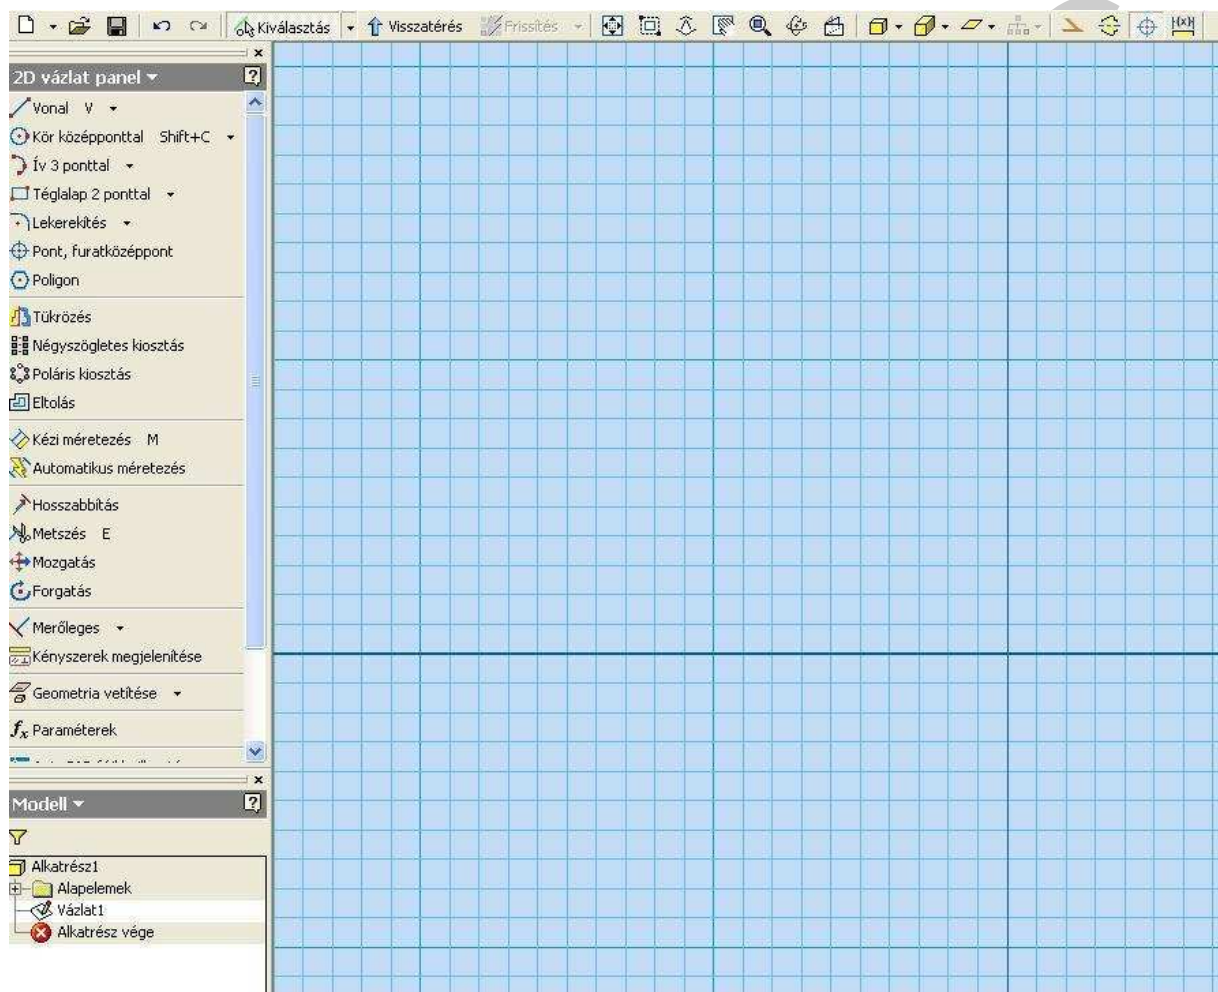 Kiválasztás Visszatérés Frissítés
2D vázlat panel
Vonal V
Kör középponttal Shift+C
Ív 3 ponttal
Téglalap 2 ponttal
Lekerekítés
Pont, furatközéppont
Poligon
Tükrözés
Négyszögletes kiosztás
Poláris kiosztás
Eltolás
Kézi méretezés M
Automatikus méretezés
Hosszabbítás
Metszés E
Mozgatás
Forgatás
Merőleges
Kényszerek megjelenítése
Geometria vetítése
fx Paraméterek
Modell
Alkatrész1
Alapelemek
Vázlat1
Alkatrész vége